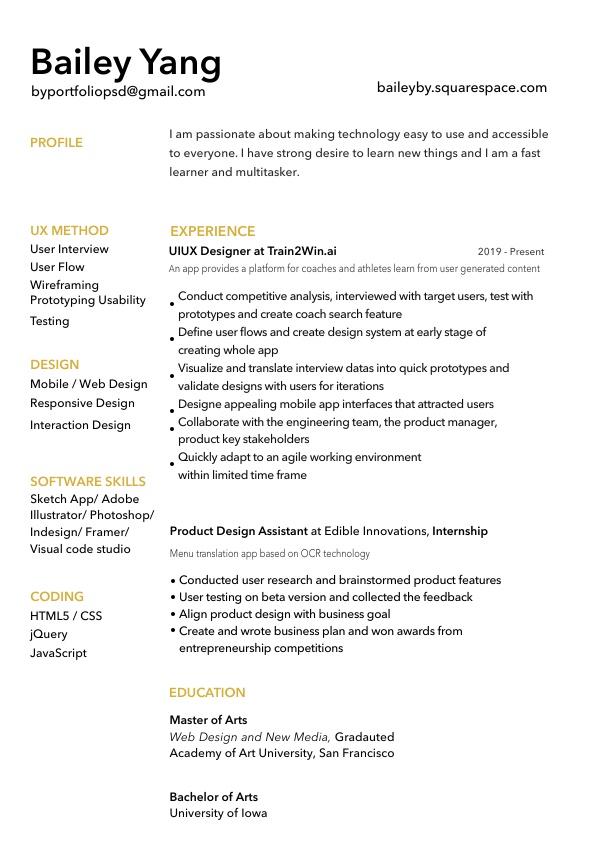 Bailey Yang
byportfoliopsd@gmail.com
baileyby.squarespace.com
PROFILE
I am passionate about making technology easy to use and accessible
to everyone. I have strong desire to learn new things and I am a fast
learner and multitasker.
UX METHOD
User Interview
User Flow
Wireframing
Prototyping Usability
Testing
DESIGN
Mobile / Web Design
Responsive Design
Interaction Design
SOFTWARE SKILLS
Sketch App/ Adobe
Illustrator/ Photoshop/
Indesign/ Framer/
Visual code studio
CODING
HTML5 / CSS
jQuery
JavaScript
EXPERIENCE
UIUX Designer at Train2Win.ai 2019 - Present
An app provides a platform for coaches and athletes learn from user generated content
• Conduct competitive analysis, interviewed with target users, test with
prototypes and create coach search feature
• Define user flows and create design system at early stage of
creating whole app
• Visualize and translate interview datas into quick prototypes and
validate designs with users for iterations
• Designe appealing mobile app interfaces that attracted users
• Collaborate with the engineering team, the product manager,
product key stakeholders
• Quickly adapt to an agile working environment
within limited time frame
Product Design Assistant at Edible Innovations, Internship
Menu translation app based on OCR technology
• Conducted user research and brainstormed product features
• User testing on beta version and collected the feedback
• Align product design with business goal
• Create and wrote business plan and won awards from
entrepreneurship competitions
EDUCATION
Master of Arts
Web Design and New Media, Gradauted
Academy of Art University, San Francisco
Bachelor of Arts
University of Iowa